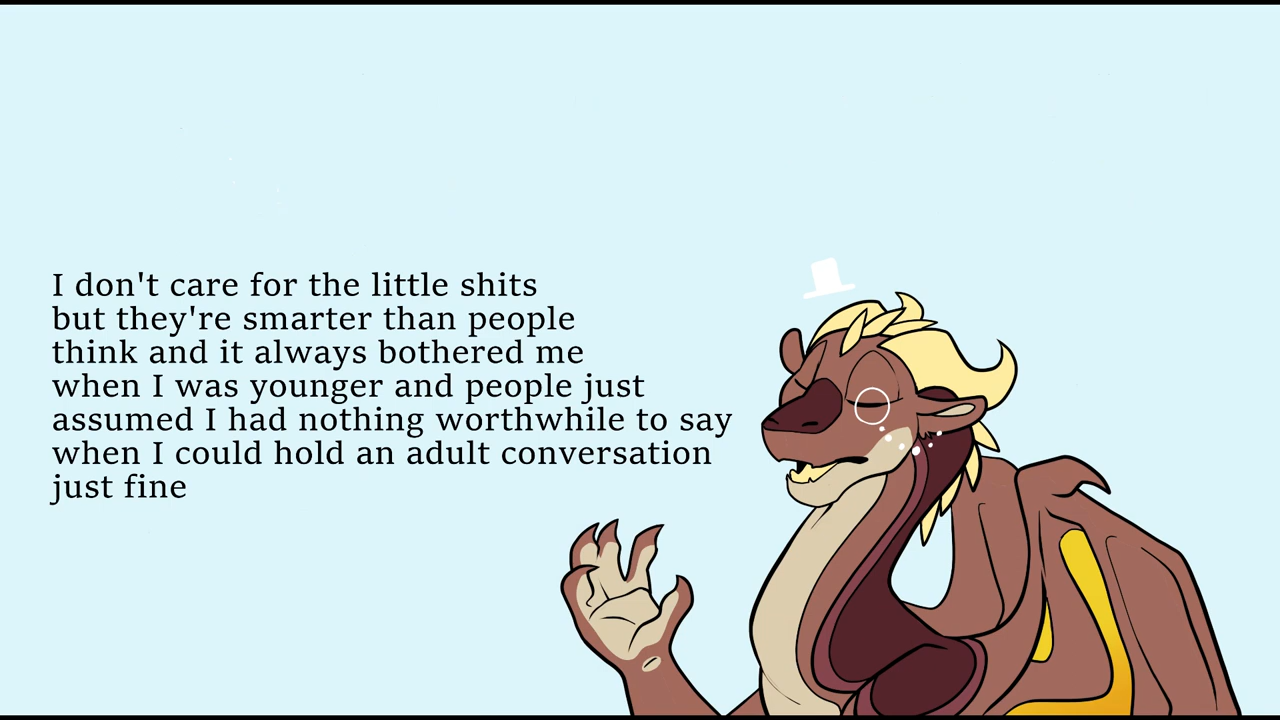 I don't care for the little shits
but they're smarter than people
think and it always bothered me
when I was younger and people just
assumed I had nothing worthwhile to say
when I could hold an adult conversation
just fine